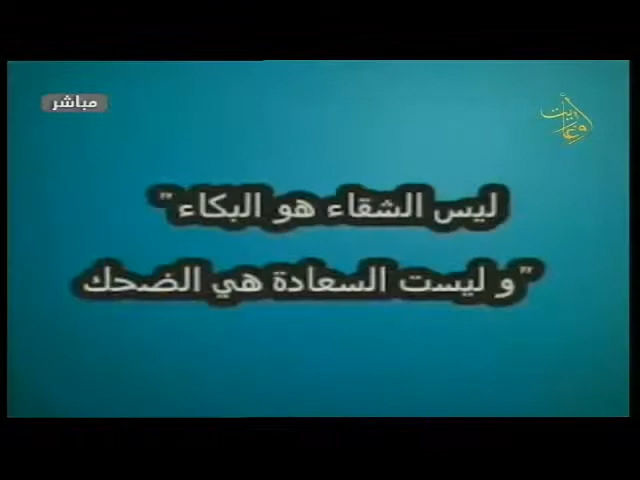 مباشر
ليس الشقاء هو البكاء"
"و ليست السعادة هي الضحك